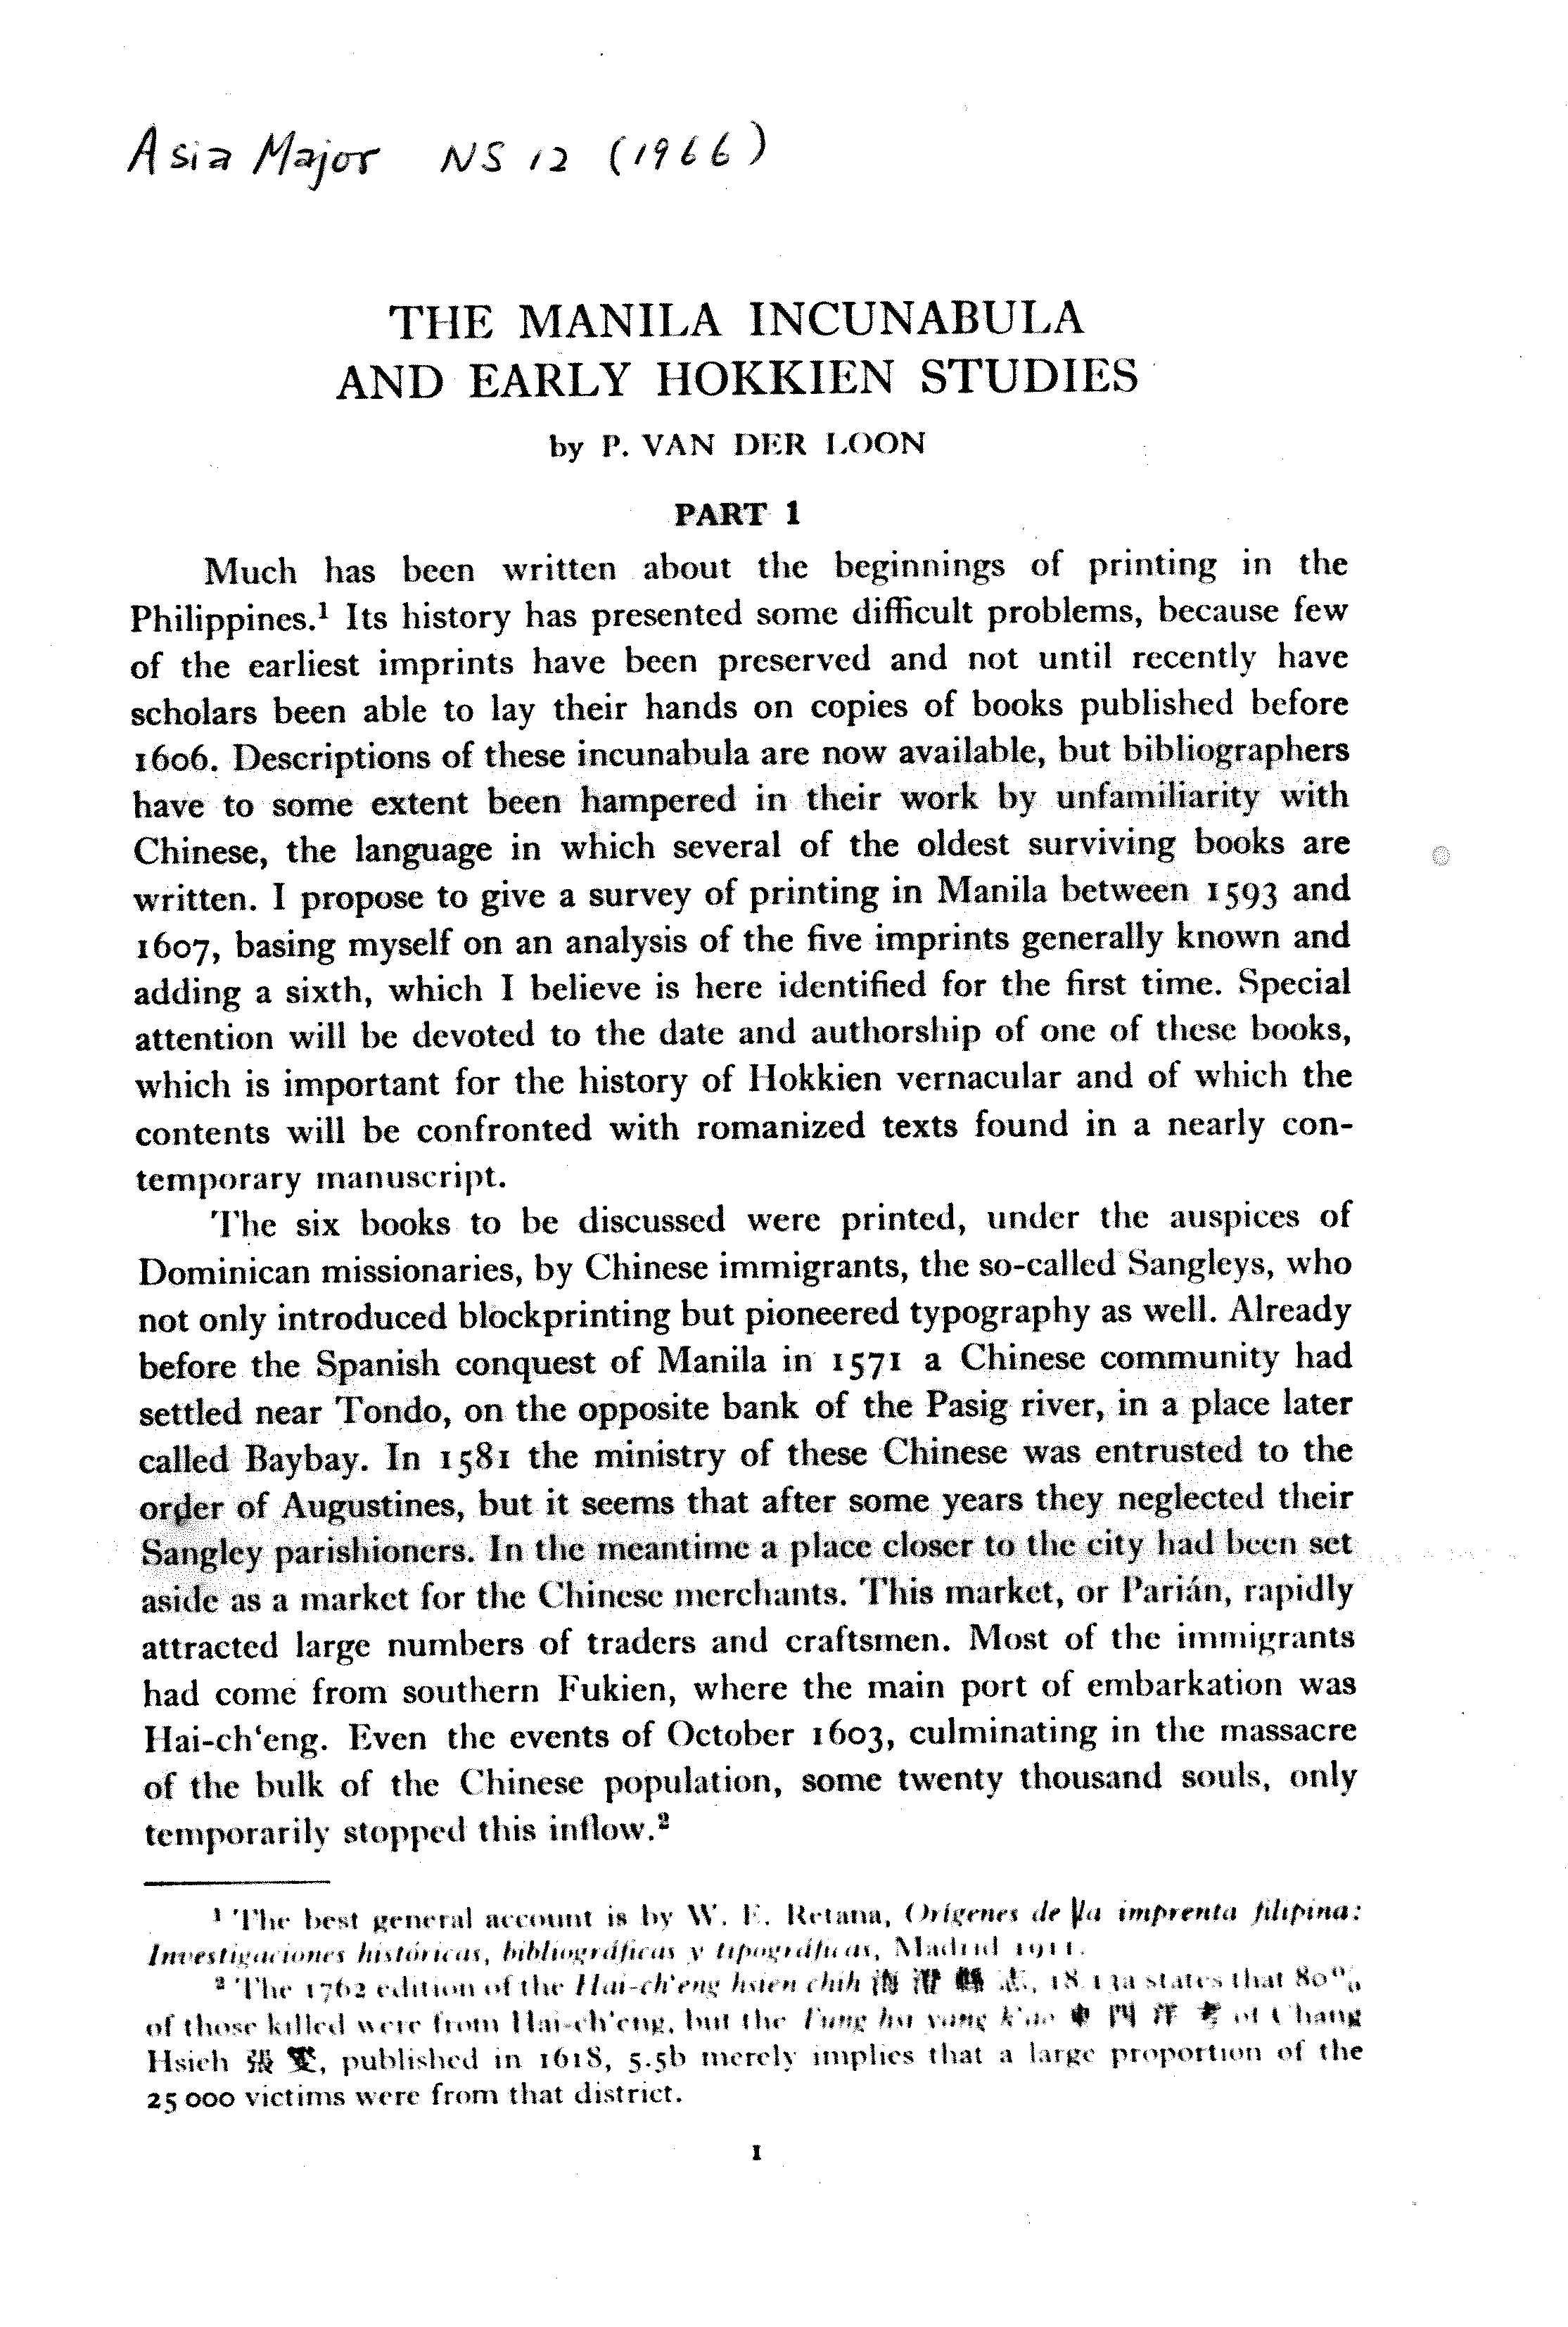 Asia Major NS 12 (1966)
THE MANILA INCUNABULA
AND EARLY HOKKIEN STUDIES
by P. VAN DER LOON
PART 1
Much has been written about the beginnings of printing in the
Philippines.¹ Its history has presented some difficult problems, because few
of the earliest imprints have been preserved and not until recently have
scholars been able to lay their hands on copies of books published before
1606. Descriptions of these incunabula are now available, but bibliographers
have to some extent been hampered in their work by unfamiliarity with
Chinese, the language in which several of the oldest surviving books are
written. I propose to give a survey of printing in Manila between 1593 and
1607, basing myself on an analysis of the five imprints generally known and
adding a sixth, which I believe is here identified for the first time. Special
attention will be devoted to the date and authorship of one of these books,
which is important for the history of Hokkien vernacular and of which the
contents will be confronted with romanized texts found in a nearly con-
temporary manuscript.
The six books to be discussed were printed, under the auspices of
Dominican missionaries, by Chinese immigrants, the so-called Sangleys, who
not only introduced blockprinting but pioneered typography as well. Already
before the Spanish conquest of Manila in 1571 a Chinese community had
settled near Tondo, on the opposite bank of the Pasig river, in a place later
called Baybay. In 1581 the ministry of these Chinese was entrusted to the
order of Augustines, but it seems that after some years they neglected their
Sangley parishioners. In the meantime a place closer to the city had been set
aside as a market for the Chinese merchants. This market, or Parián, rapidly
attracted large numbers of traders and craftsmen. Most of the immigrants
had come from southern Fukien, where the main port of embarkation was
Hai-ch‘eng. Even the events of October 1603, culminating in the massacre
of the bulk of the Chinese population, some twenty thousand souls, only
temporarily stopped this inflow.²
¹ The best general account is by W. E. Retana, Orígenes de la imprenta filipina:
Investigaciones históricas, bibliográficas y tipográficas, Madrid 1911.
² The 1762 edition of the Hai-ch‘eng hsien chih 海澄縣志, 18.13a states that 80%
of those killed were from Hai-ch‘eng, but the Tung hsi yang k‘ao 洋考 of Chang
Hsieh 張燮, published in 1618, 5.5b merely implies that a large proportion of the
25 000 victims were from that district.
1